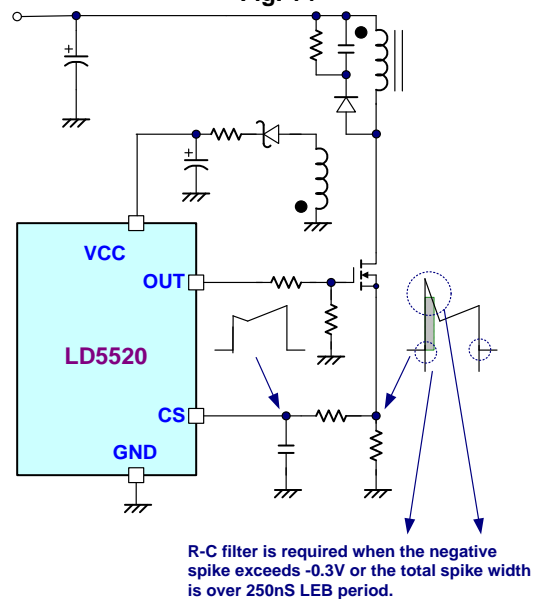 VCC
OUT
LD5520
CS
GND
+
+
R-C filter is required when the negative
spike exceeds -0.3V or the total spike width
is over 250nS LEB period.